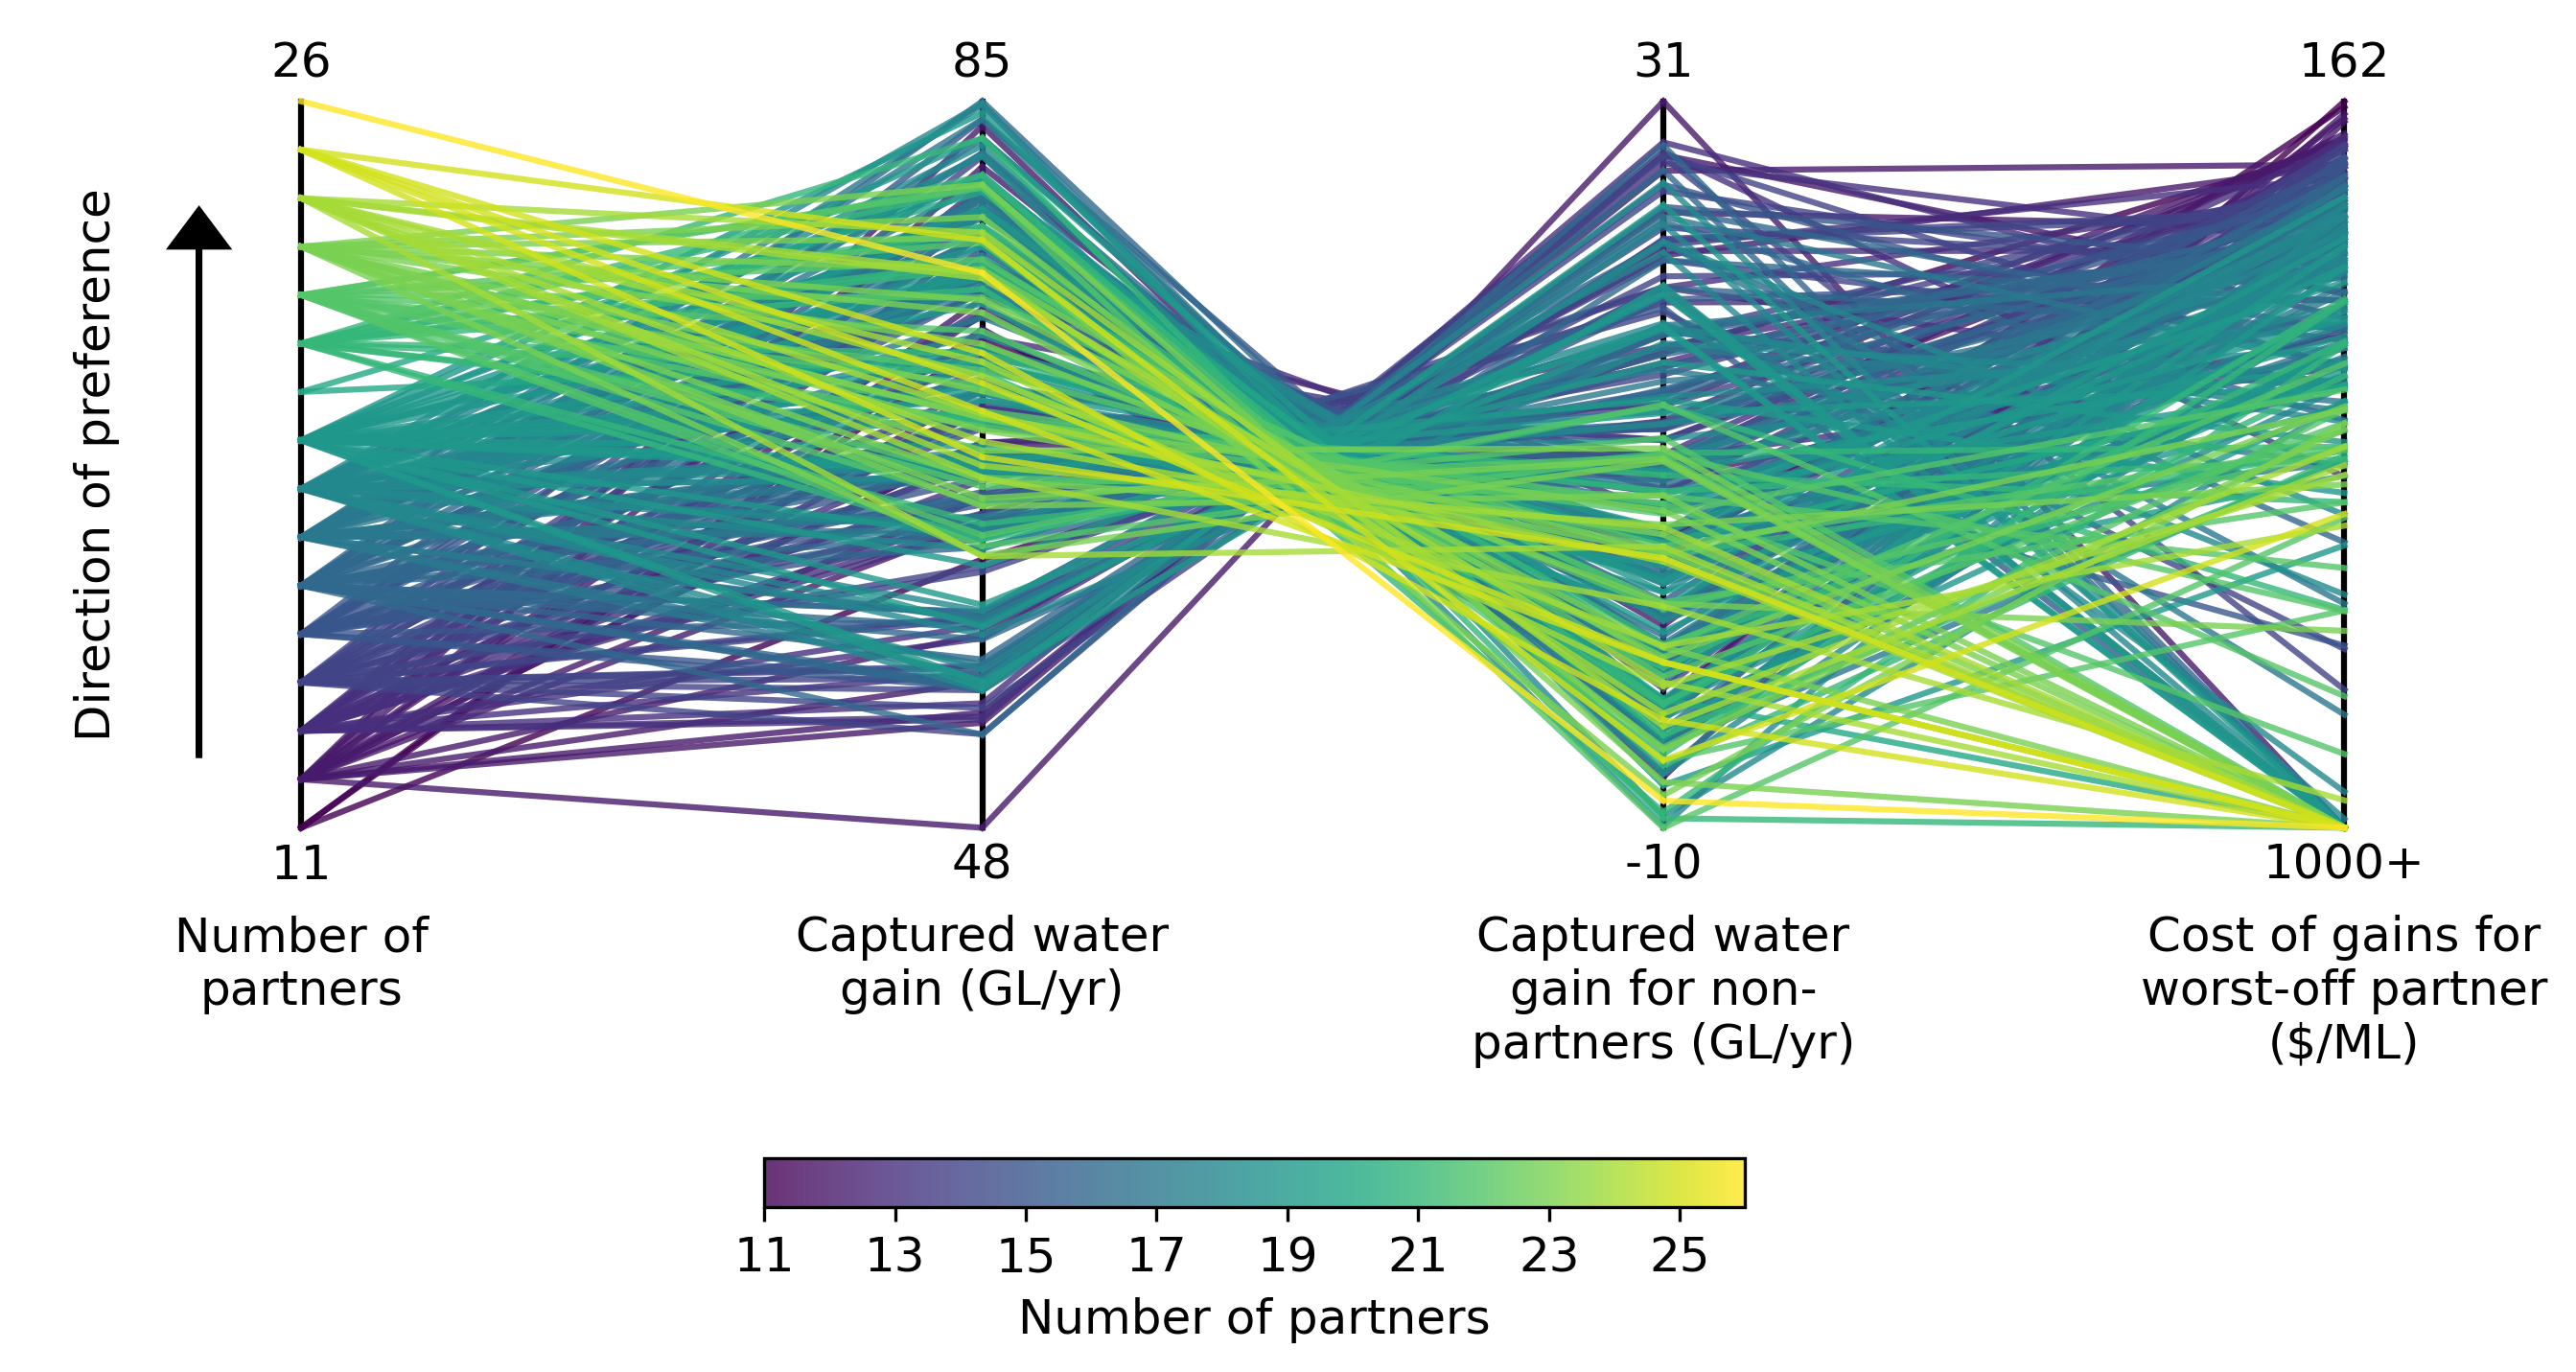 26
85
31
162
Direction of preference
11
48
-10
1000+
Number of
partners
Captured water
gain (GL/yr)
Captured water
gain for non-
partners (GL/yr)
Cost of gains for
worst-off partner
($/ML)
11
13
15
17
19
21
23
25
Number of partners